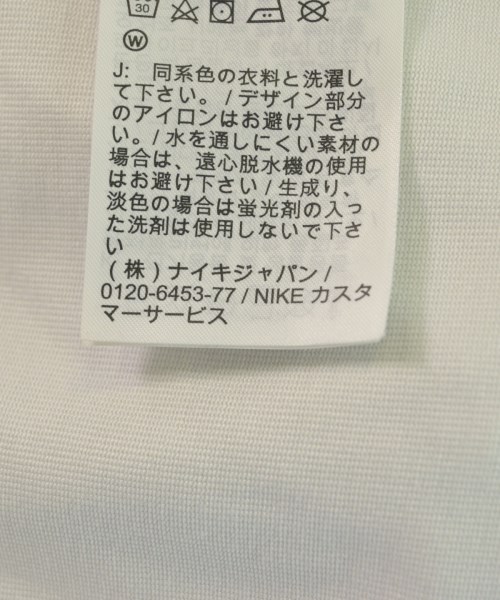 30
W
J: 同系色の衣料と洗濯し
て下さい。 / デザイン部分
のアイロンはお避け下さ
い。/ 水を通しにくい素材の
場合は、遠心脱水機の使用
はお避け下さい / 生成り、
淡色の場合は蛍光剤の入っ
た洗剤は使用しないで下さ
い
(株) ナイキジャパン /
0120-6453-77 / NIKE カスタ
マーサービス